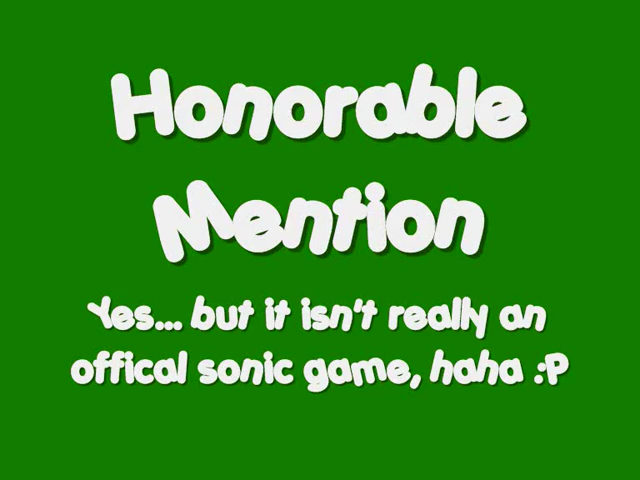 Honorable
Mention
Yes... but it isn't really an
offical sonic game, haha :P